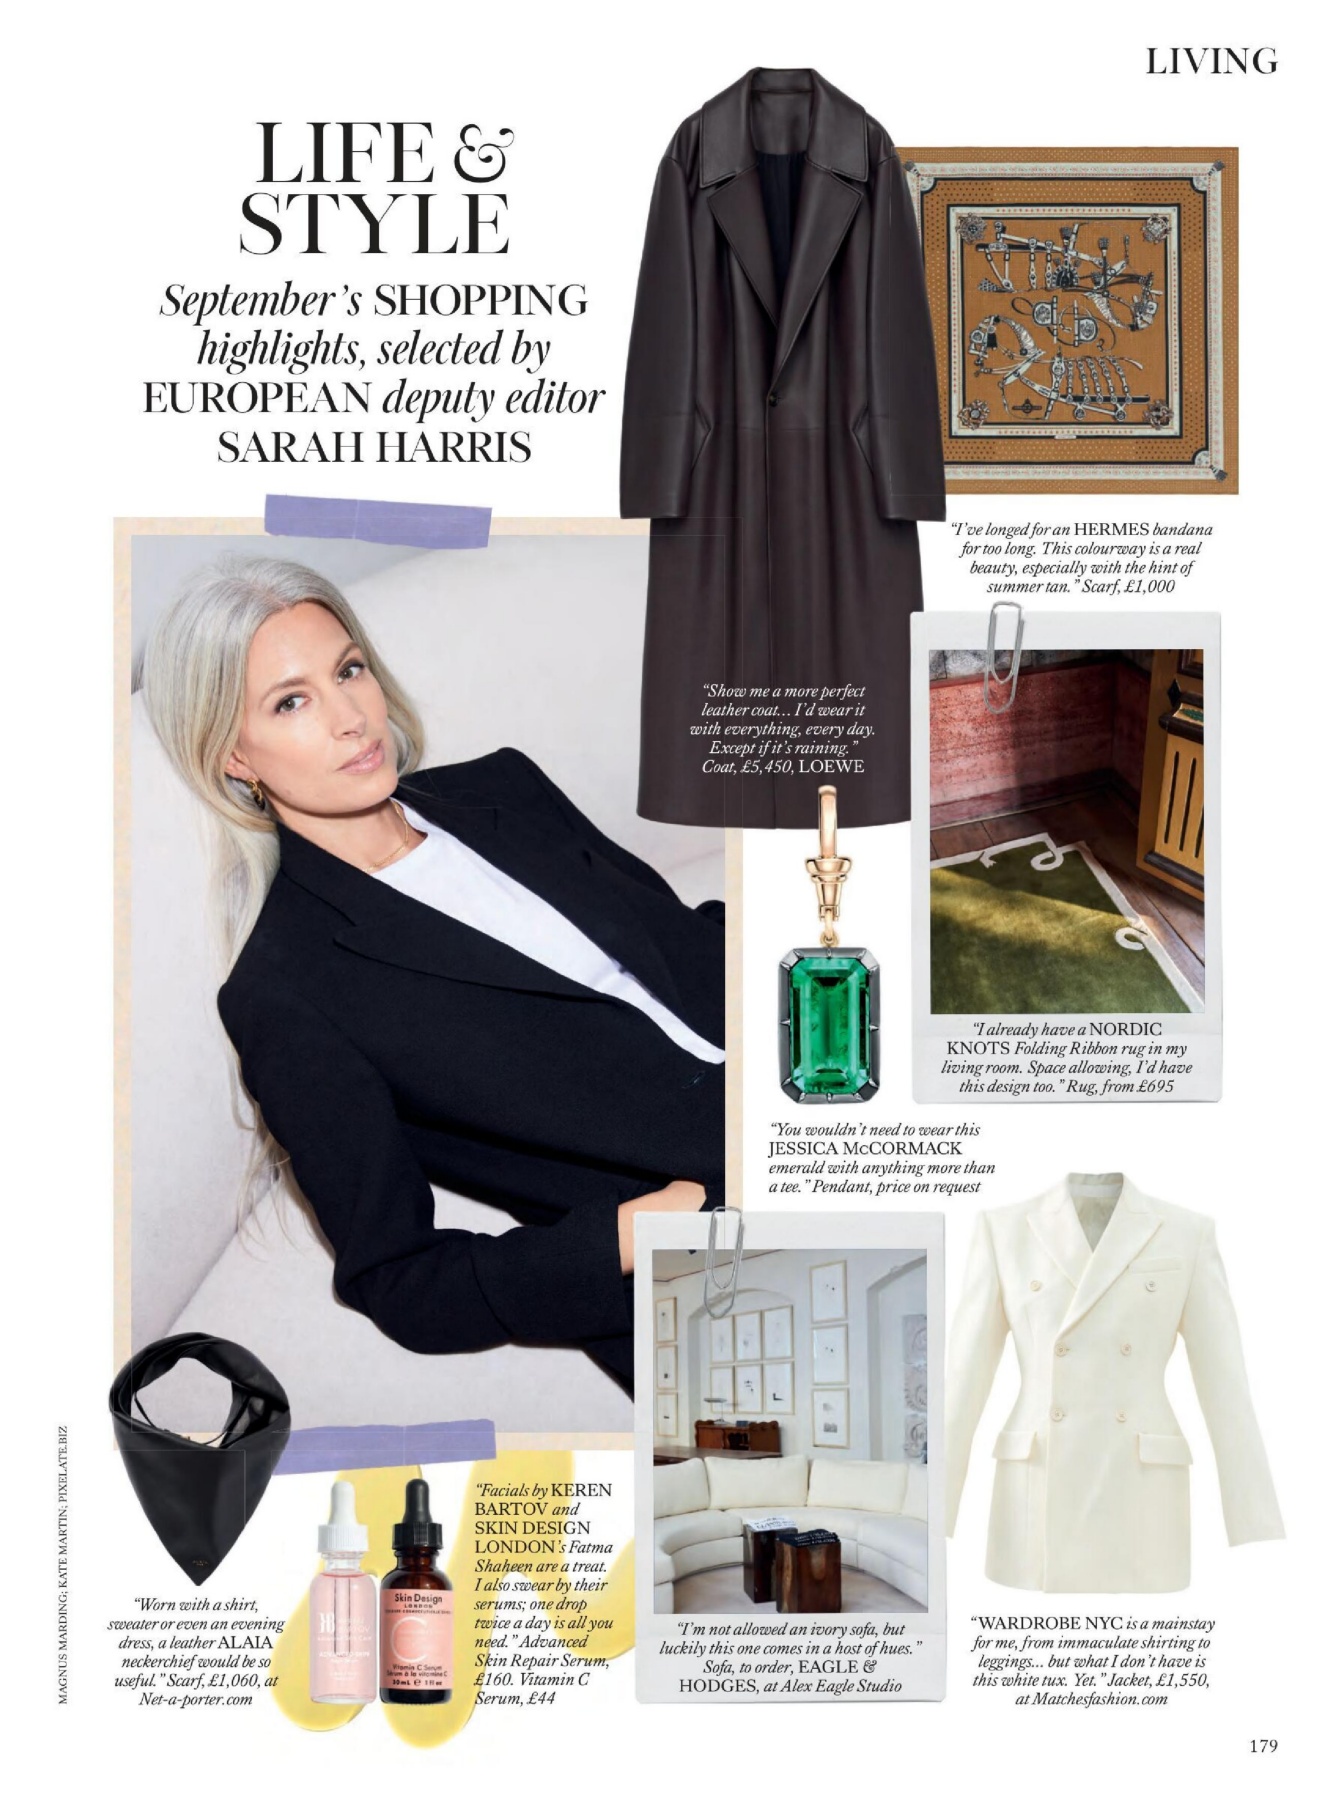 LIVING
LIFE &
STYLE
September's SHOPPING
highlights, selected by
EUROPEAN deputy editor
SARAH HARRIS
"I've longed for an HERMES bandana
for too long. This colourway is a real
beauty, especially with the hint of
summer tan." Scarf, £1,000
"Show me a more perfect
leather coat... I'd wear it
with everything, every day.
Except if it's raining."
Coat, £5,450, LOEWE
"I already have a NORDIC
KNOTS Folding Ribbon rug in my
living room. Space allowing, I'd have
this design too." Rug, from £695
"You wouldn't need to wear this
JESSICA McCORMACK
emerald with anything more than
a tee." Pendant, price on request
"Worn with a shirt,
sweater or even an evening
dress, a leather ALAIA
neckerchief would be so
useful." Scarf, £1,060, at
Net-a-porter.com
Skin Design
LONDON
Vitamin C Serum
Sérum à la vitamine C
30 mL ℮ 1 fl oz
"Facials by KEREN
BARTOV and
SKIN DESIGN
LONDON's Fatma
Shaheen are a treat.
I also swear by their
serums; one drop
twice a day is all you
need." Advanced
Skin Repair Serum,
£160. Vitamin C
Serum, £44
"I'm not allowed an ivory sofa, but
luckily this one comes in a host of hues."
Sofa, to order, EAGLE &
HODGES, at Alex Eagle Studio
"WARDROBE NYC is a mainstay
for me, from immaculate shirting to
leggings... but what I don't have is
this white tux. Yet." Jacket, £1,550,
at Matchesfashion.com
MAGNUS MARDING; KATE MARTIN; PIXELATE.BIZ
179